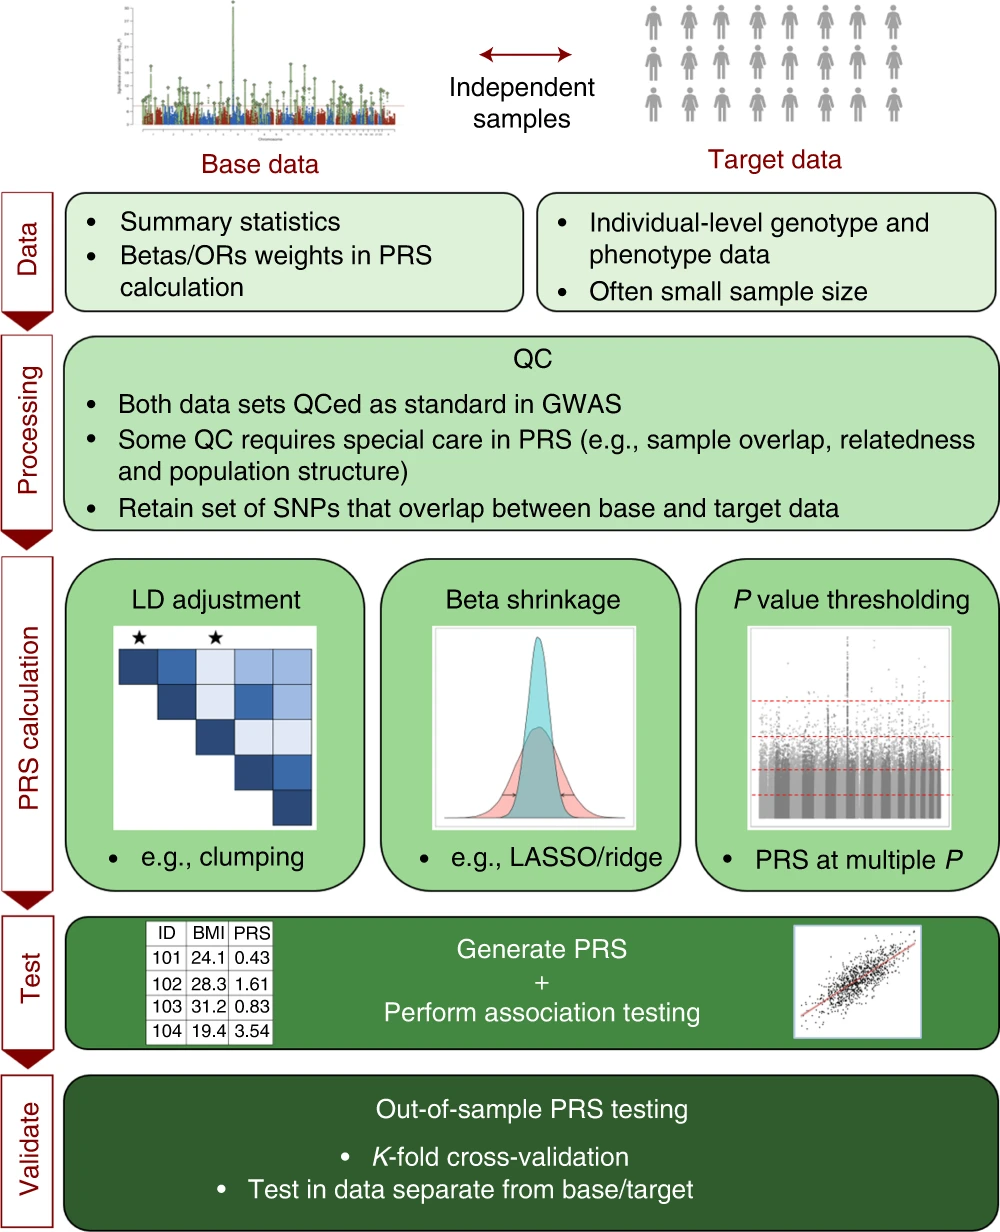 Independent
samples
Base data
Target data
Data
• Summary statistics
• Betas/ORs weights in PRS
calculation
• Individual-level genotype and
phenotype data
• Often small sample size
Processing
QC
• Both data sets QCed as standard in GWAS
• Some QC requires special care in PRS (e.g., sample overlap, relatedness
and population structure)
• Retain set of SNPs that overlap between base and target data
PRS calculation
LD adjustment
• e.g., clumping
Beta shrinkage
• e.g., LASSO/ridge
P value thresholding
• PRS at multiple P
Test
ID BMI PRS
101 24.1 0.43
102 28.3 1.61
103 31.2 0.83
104 19.4 3.54
Generate PRS
+
Perform association testing
Validate
Out-of-sample PRS testing
• K-fold cross-validation
• Test in data separate from base/target